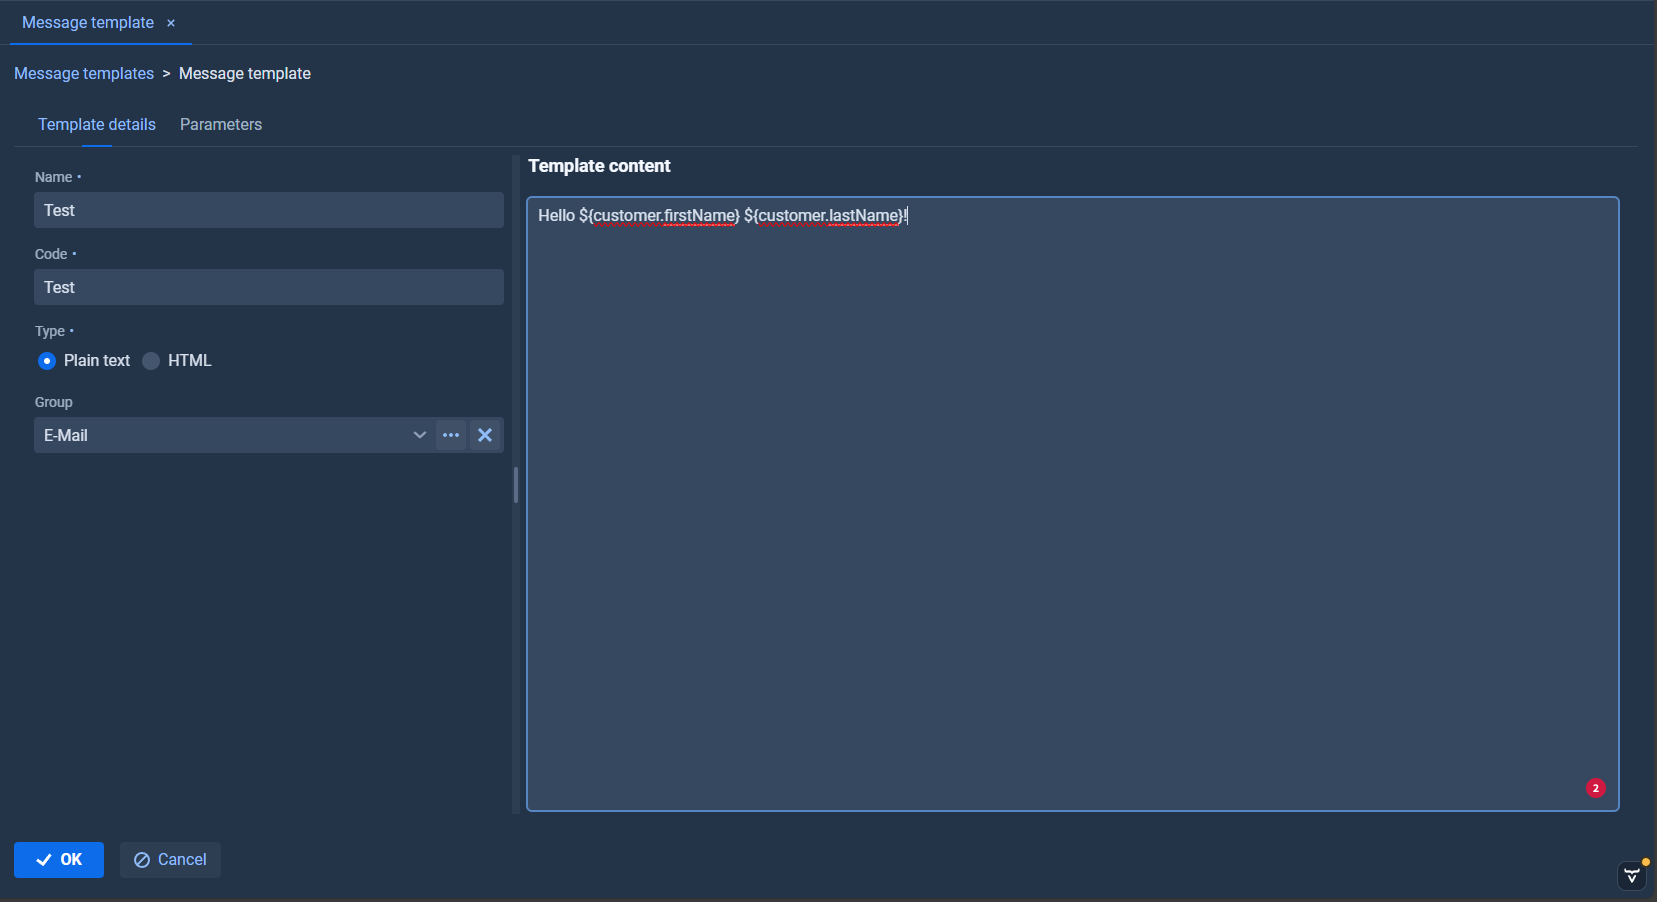 Message template ×
Message templates > Message template
Template details Parameters
Name •
Test
Code •
Test
Type •
Plain text HTML
Group
E-Mail
Template content
Hello ${customer.firstName} ${customer.lastName}!
2
OK Cancel